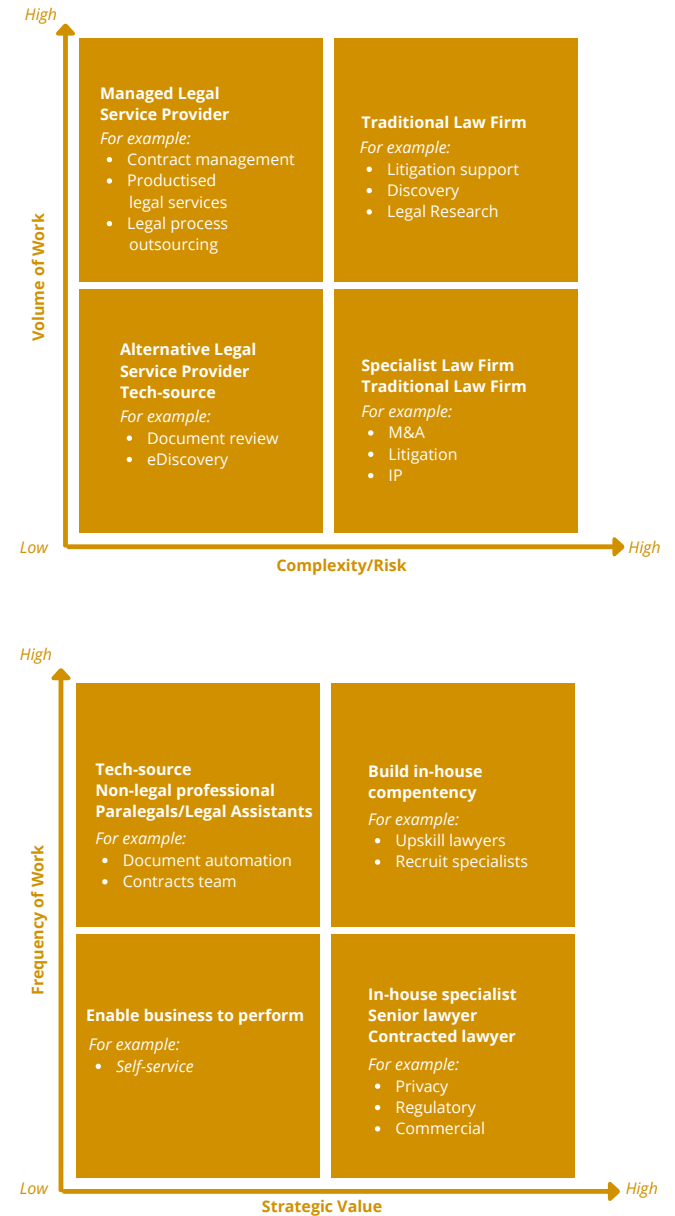 High
Volume of Work
Managed Legal
Service Provider
For example:
• Contract management
• Productised
legal services
• Legal process
outsourcing
Traditional Law Firm
For example:
• Litigation support
• Discovery
• Legal Research
Alternative Legal
Service Provider
Tech-source
For example:
• Document review
• eDiscovery
Specialist Law Firm
Traditional Law Firm
For example:
• M&A
• Litigation
• IP
Low
High
Complexity/Risk
High
Frequency of Work
Tech-source
Non-legal professional
Paralegals/Legal Assistants
For example:
• Document automation
• Contracts team
Build in-house
compentency
For example:
• Upskill lawyers
• Recruit specialists
Enable business to perform
For example:
• Self-service
In-house specialist
Senior lawyer
Contracted lawyer
For example:
• Privacy
• Regulatory
• Commercial
Low
High
Strategic Value